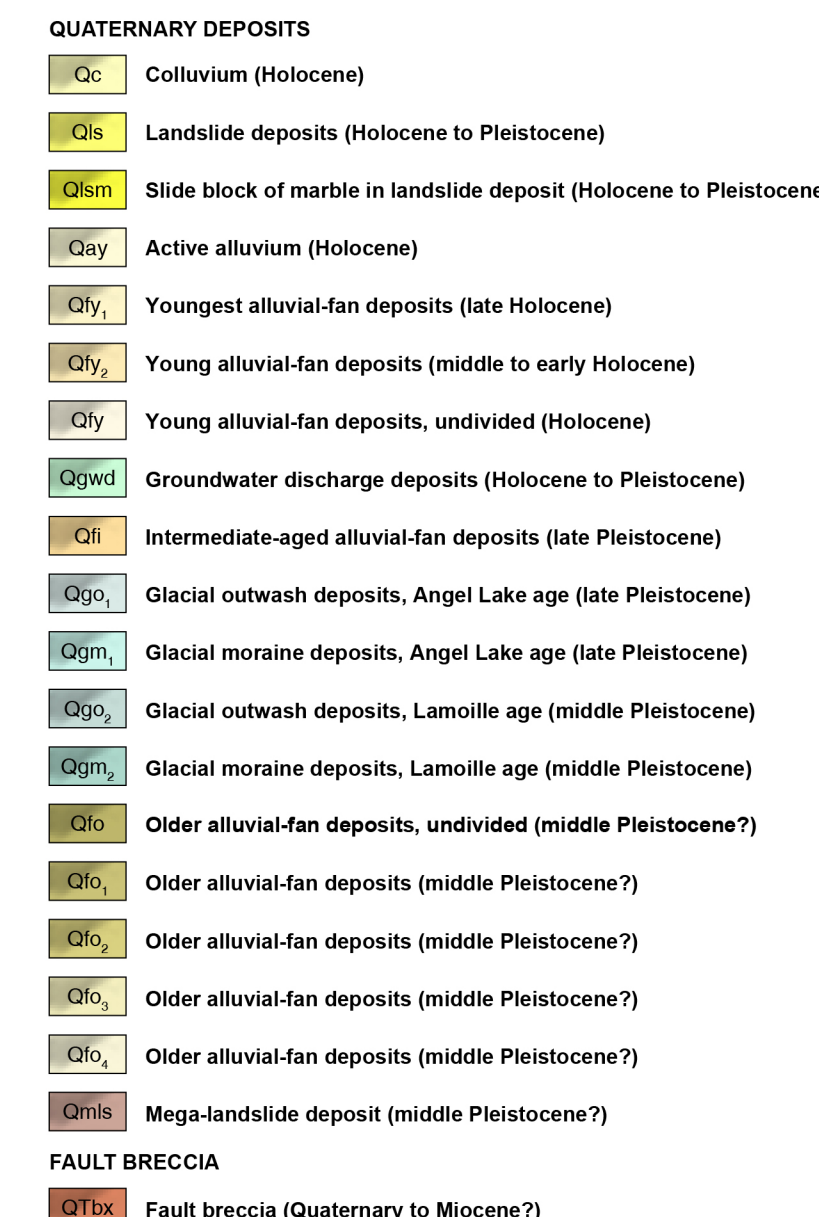 QUATERNARY DEPOSITS
Qc Colluvium (Holocene)
Qls Landslide deposits (Holocene to Pleistocene)
Qlsm Slide block of marble in landslide deposit (Holocene to Pleistocene
Qay Active alluvium (Holocene)
Qfy1 Youngest alluvial-fan deposits (late Holocene)
Qfy2 Young alluvial-fan deposits (middle to early Holocene)
Qfy Young alluvial-fan deposits, undivided (Holocene)
Qgwd Groundwater discharge deposits (Holocene to Pleistocene)
Qfi Intermediate-aged alluvial-fan deposits (late Pleistocene)
Qgo1 Glacial outwash deposits, Angel Lake age (late Pleistocene)
Qgm1 Glacial moraine deposits, Angel Lake age (late Pleistocene)
Qgo2 Glacial outwash deposits, Lamoille age (middle Pleistocene)
Qgm2 Glacial moraine deposits, Lamoille age (middle Pleistocene)
Qfo Older alluvial-fan deposits, undivided (middle Pleistocene?)
Qfo1 Older alluvial-fan deposits (middle Pleistocene?)
Qfo2 Older alluvial-fan deposits (middle Pleistocene?)
Qfo3 Older alluvial-fan deposits (middle Pleistocene?)
Qfo4 Older alluvial-fan deposits (middle Pleistocene?)
Qmls Mega-landslide deposit (middle Pleistocene?)
FAULT BRECCIA
QTbx Fault breccia (Quaternary to Miocene?)